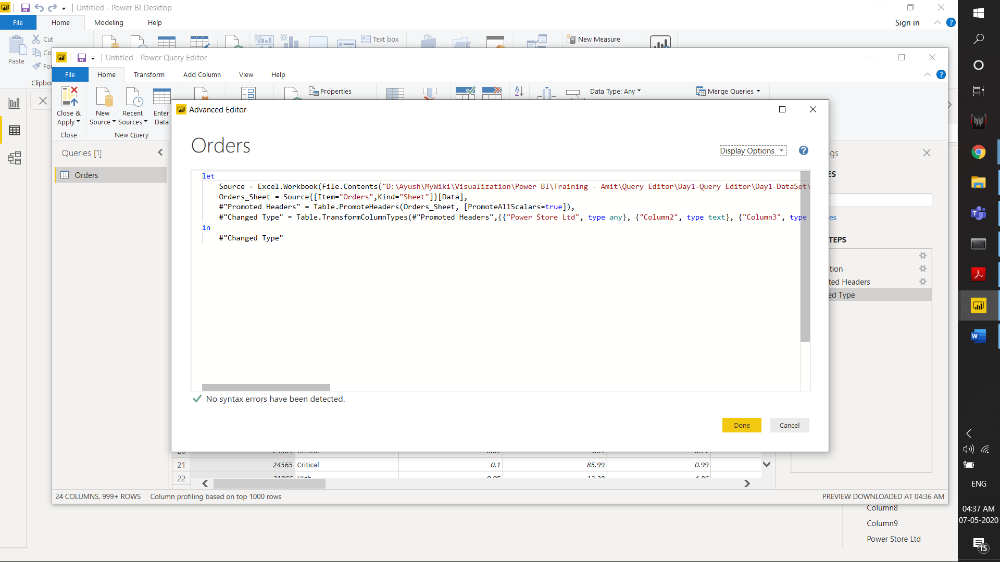 Untitled - Power BI Desktop
File
Home
Modeling
Help
Sign in
Paste
Cut
Text box
New Measure
Untitled - Power Query Editor
File
Home
Transform
Add Column
View
Help
Close & Apply
New Source
Recent Sources
Enter Data
Properties
Data Type: Any
Merge Queries
Close
New Query
Queries [1]
Orders
Advanced Editor
Orders
Display Options
let
Source = Excel.Workbook(File.Contents("D:\Ayush\MyWiki\Visualization\Power BI\Training - Amit\Query Editor\Day1-Query Editor\Day1-DataSet\
Orders_Sheet = Source{[Item="Orders",Kind="Sheet"]}[Data],
#"Promoted Headers" = Table.PromoteHeaders(Orders_Sheet, [PromoteAllScalars=true]),
#"Changed Type" = Table.TransformColumnTypes(#"Promoted Headers",{{"Power Store Ltd", type any}, {"Column2", type text}, {"Column3", type
in
#"Changed Type"
No syntax errors have been detected.
Done
Cancel
gs
ES
es
TEPS
tion
ted Headers
ed Type
21 24565 Critical 0.1 85.99 0.99
22
24 COLUMNS, 999+ ROWS
Column profiling based on top 1000 rows
PREVIEW DOWNLOADED AT 04:36 AM
Column8
Column9
Power Store Ltd
ENG
04:37 AM
07-05-2020
15